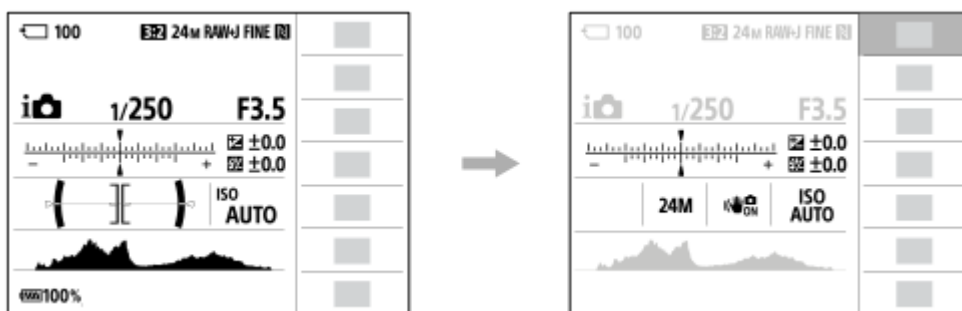 100 3:2 24M RAW+J FINE N
i 1/250 F3.5
- + ±0.0
±0.0
ISO
AUTO
100%
100 3:2 24M RAW+J FINE N
i 1/250 F3.5
- + ±0.0
±0.0
24M ON ISO
AUTO